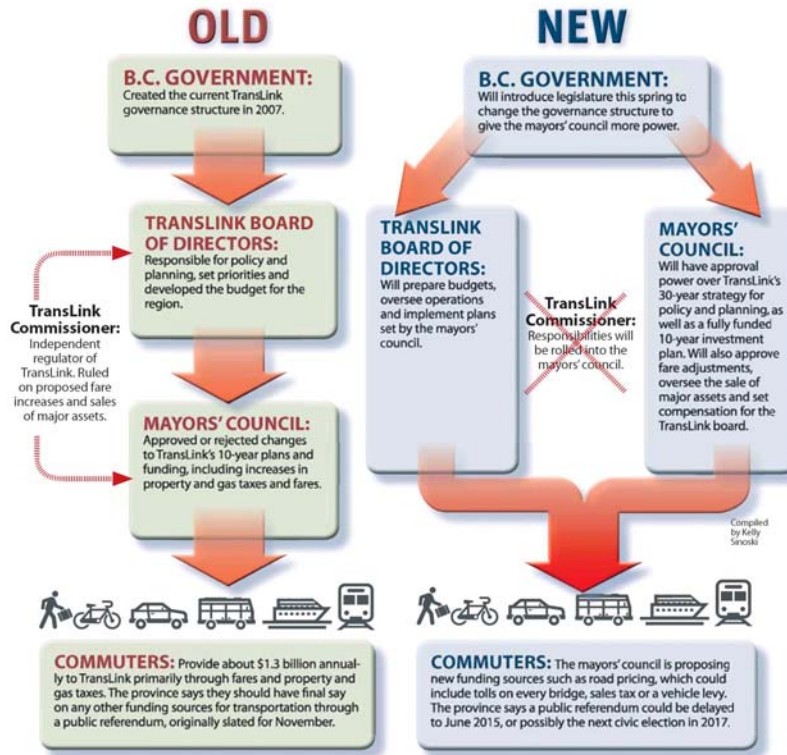 OLD
B.C. GOVERNMENT:
Created the current TransLink
governance structure in 2007.
TRANSLINK BOARD
OF DIRECTORS:
Responsible for policy and
planning, set priorities and
developed the budget for the
region.
TransLink
Commissioner:
Independent
regulator of
TransLink. Ruled
on proposed fare
increases and sales
of major assets.
MAYORS' COUNCIL:
Approved or rejected changes
to TransLink's 10-year plans and
funding, including increases in
property and gas taxes and fares.
COMMUTERS: Provide about $1.3 billion annual-
ly to TransLink primarily through fares and property and
gas taxes. The province says they should have final say
on any other funding sources for transportation through
a public referendum, originally slated for November.
NEW
B.C. GOVERNMENT:
Will introduce legislature this spring to
change the governance structure to
give the mayors' council more power.
TRANSLINK
BOARD OF
DIRECTORS:
Will prepare budgets,
oversee operations
and implement plans
set by the mayors'
council.
TransLink
Commissioner:
Responsibilities will
be rolled into the
mayors' council.
MAYORS'
COUNCIL:
Will have approval
power over TransLink's
30-year strategy for
policy and planning, as
well as a fully funded
10-year investment
plan. Will also approve
fare adjustments,
oversee the sale of
major assets and set
compensation for the
TransLink board.
Compiled
by Kelly
Sinoski
COMMUTERS: The mayors' council is proposing
new funding sources such as road pricing, which could
include tolls on every bridge, sales tax or a vehicle levy.
The province says a public referendum could be delayed
to June 2015, or possibly the next civic election in 2017.